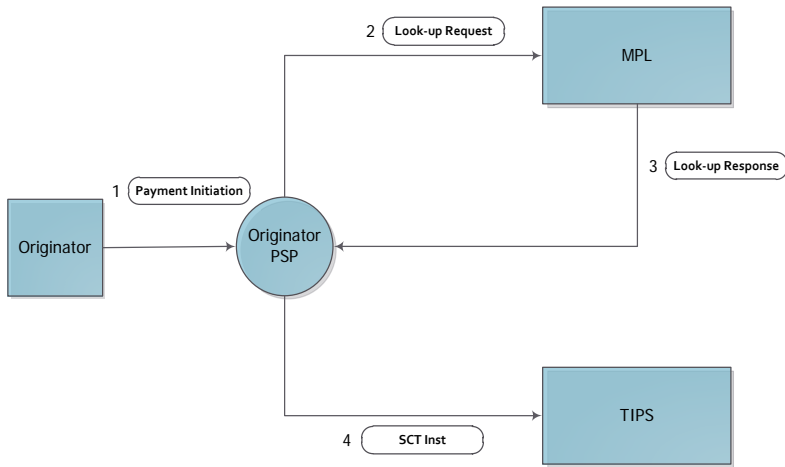 2 Look-up Request
MPL
3 Look-up Response
1 Payment Initiation
Originator
Originator
PSP
TIPS
4 SCT Inst